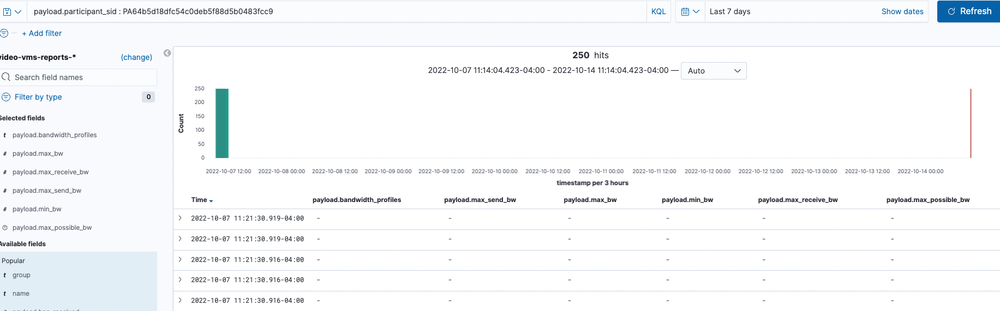 payload.participant_sid : PA64b5d18dfc54c0deb5f88d5b0483fcc9 KQL Last 7 days Show dates Refresh
+ Add filter
video-vms-reports-* (change)
Search field names
Filter by type 0
Selected fields
t payload.bandwidth_profiles
# payload.max_bw
# payload.max_receive_bw
# payload.max_send_bw
# payload.min_bw
payload.max_possible_bw
Available fields
Popular
t group
t name
250 hits
2022-10-07 11:14:04.423-04:00 - 2022-10-14 11:14:04.423-04:00 — Auto
Count
250
200
150
100
50
0
2022-10-07 12:00 2022-10-08 00:00 2022-10-08 12:00 2022-10-09 00:00 2022-10-09 12:00 2022-10-10 00:00 2022-10-10 12:00 2022-10-11 00:00 2022-10-11 12:00 2022-10-12 00:00 2022-10-12 12:00 2022-10-13 00:00 2022-10-13 12:00 2022-10-14 00:00
timestamp per 3 hours
Time payload.bandwidth_profiles payload.max_send_bw payload.max_bw payload.min_bw payload.max_receive_bw payload.max_possible_bw
2022-10-07 11:21:30.919-04:00 - - - - - -
2022-10-07 11:21:30.919-04:00 - - - - - -
2022-10-07 11:21:30.916-04:00 - - - - - -
2022-10-07 11:21:30.916-04:00 - - - - - -
2022-10-07 11:21:30.916-04:00 - - - - - -